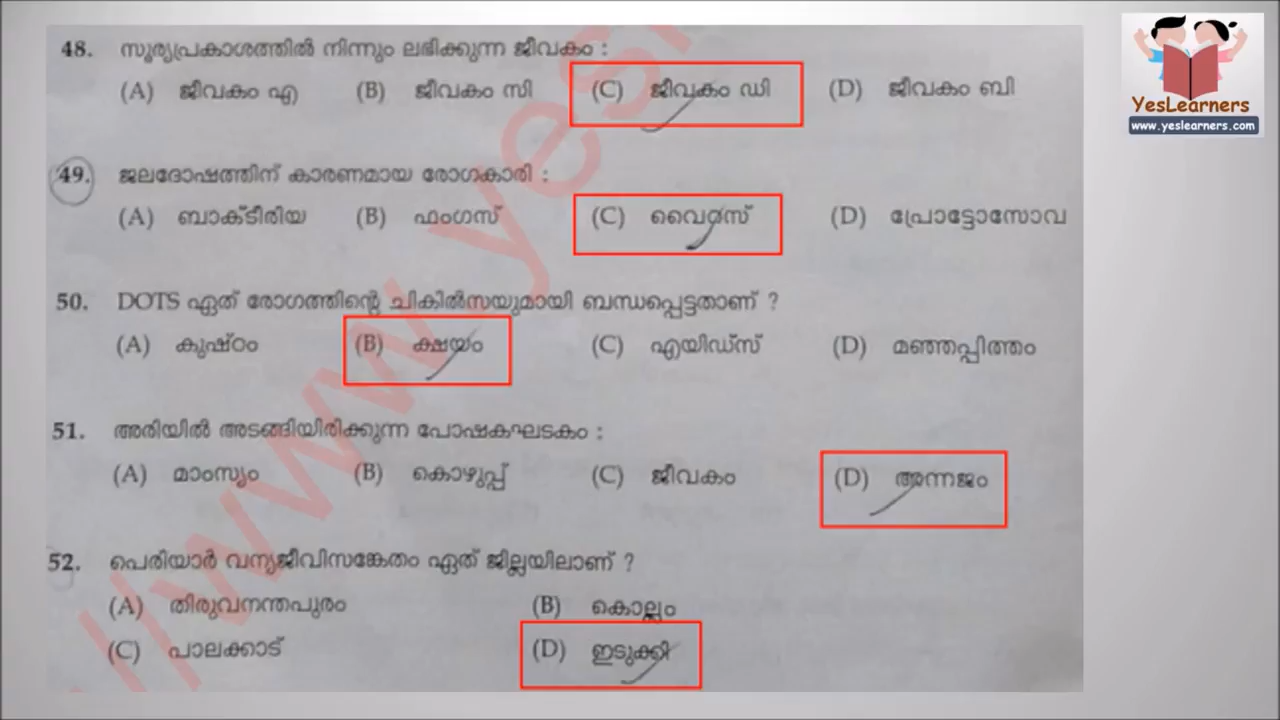 48. സൂര്യപ്രകാശത്തിൽ നിന്നും ലഭിക്കുന്ന ജീവകം :
(A) ജീവകം എ (B) ജീവകം സി (C) ജീവകം ഡി (D) ജീവകം ബി
49. ജലദോഷത്തിന് കാരണമായ രോഗകാരി :
(A) ബാക്ടീരിയ (B) ഫംഗസ് (C) വൈറസ് (D) പ്രോട്ടോസോവ
50. DOTS ഏത് രോഗത്തിന്റെ ചികിൽസയുമായി ബന്ധപ്പെട്ടതാണ് ?
(A) കുഷ്ഠം (B) ക്ഷയം (C) എയിഡ്സ് (D) മഞ്ഞപ്പിത്തം
51. അരിയിൽ അടങ്ങിയിരിക്കുന്ന പോഷകഘടകം :
(A) മാംസ്യം (B) കൊഴുപ്പ് (C) ജീവകം (D) അന്നജം
52. പെരിയാർ വന്യജീവിസങ്കേതം ഏത് ജില്ലയിലാണ് ?
(A) തിരുവനന്തപുരം (B) കൊല്ലം
(C) പാലക്കാട് (D) ഇടുക്കി
YesLearners
www.yeslearners.com
//www.yes